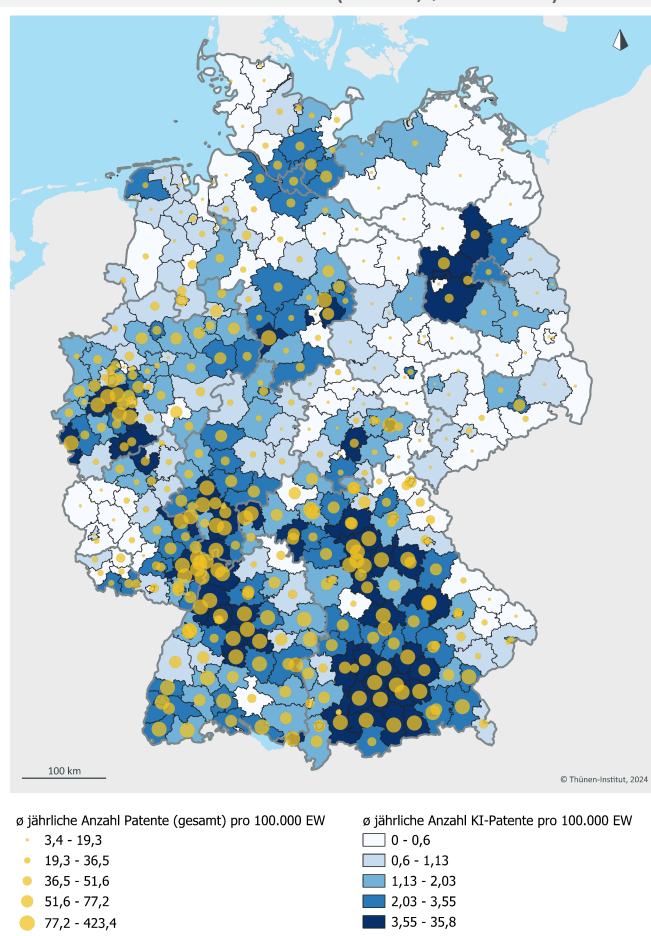 100 km
© Thünen-Institut, 2024
ø jährliche Anzahl Patente (gesamt) pro 100.000 EW
3,4 - 19,3
19,3 - 36,5
36,5 - 51,6
51,6 - 77,2
77,2 - 423,4
ø jährliche Anzahl KI-Patente pro 100.000 EW
0 - 0,6
0,6 - 1,13
1,13 - 2,03
2,03 - 3,55
3,55 - 35,8